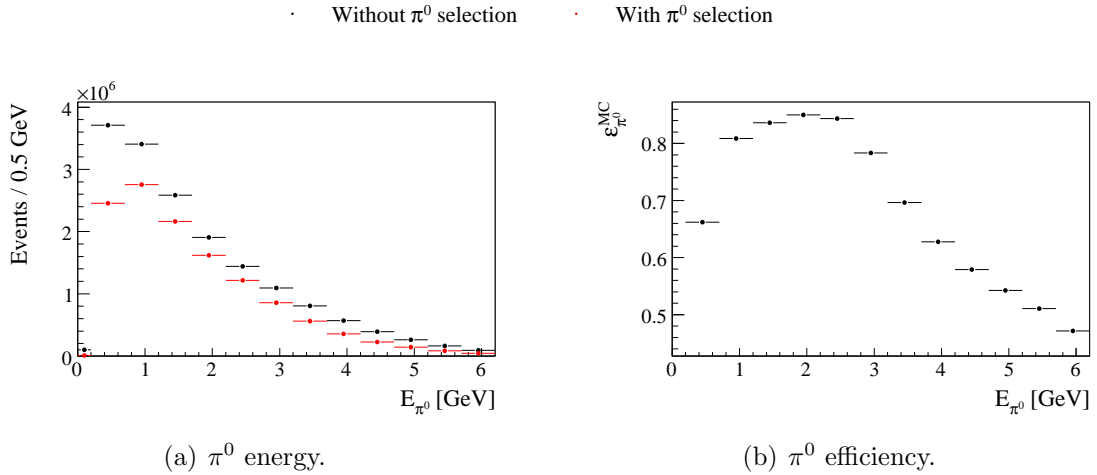 Without π⁰ selection
With π⁰ selection
×10⁶
4
3
2
1
0
Events / 0.5 GeV
0 1 2 3 4 5 6
E_π⁰ [GeV]
(a) π⁰ energy.
ε^MC_π⁰
0.8
0.7
0.6
0.5
0 1 2 3 4 5 6
E_π⁰ [GeV]
(b) π⁰ efficiency.